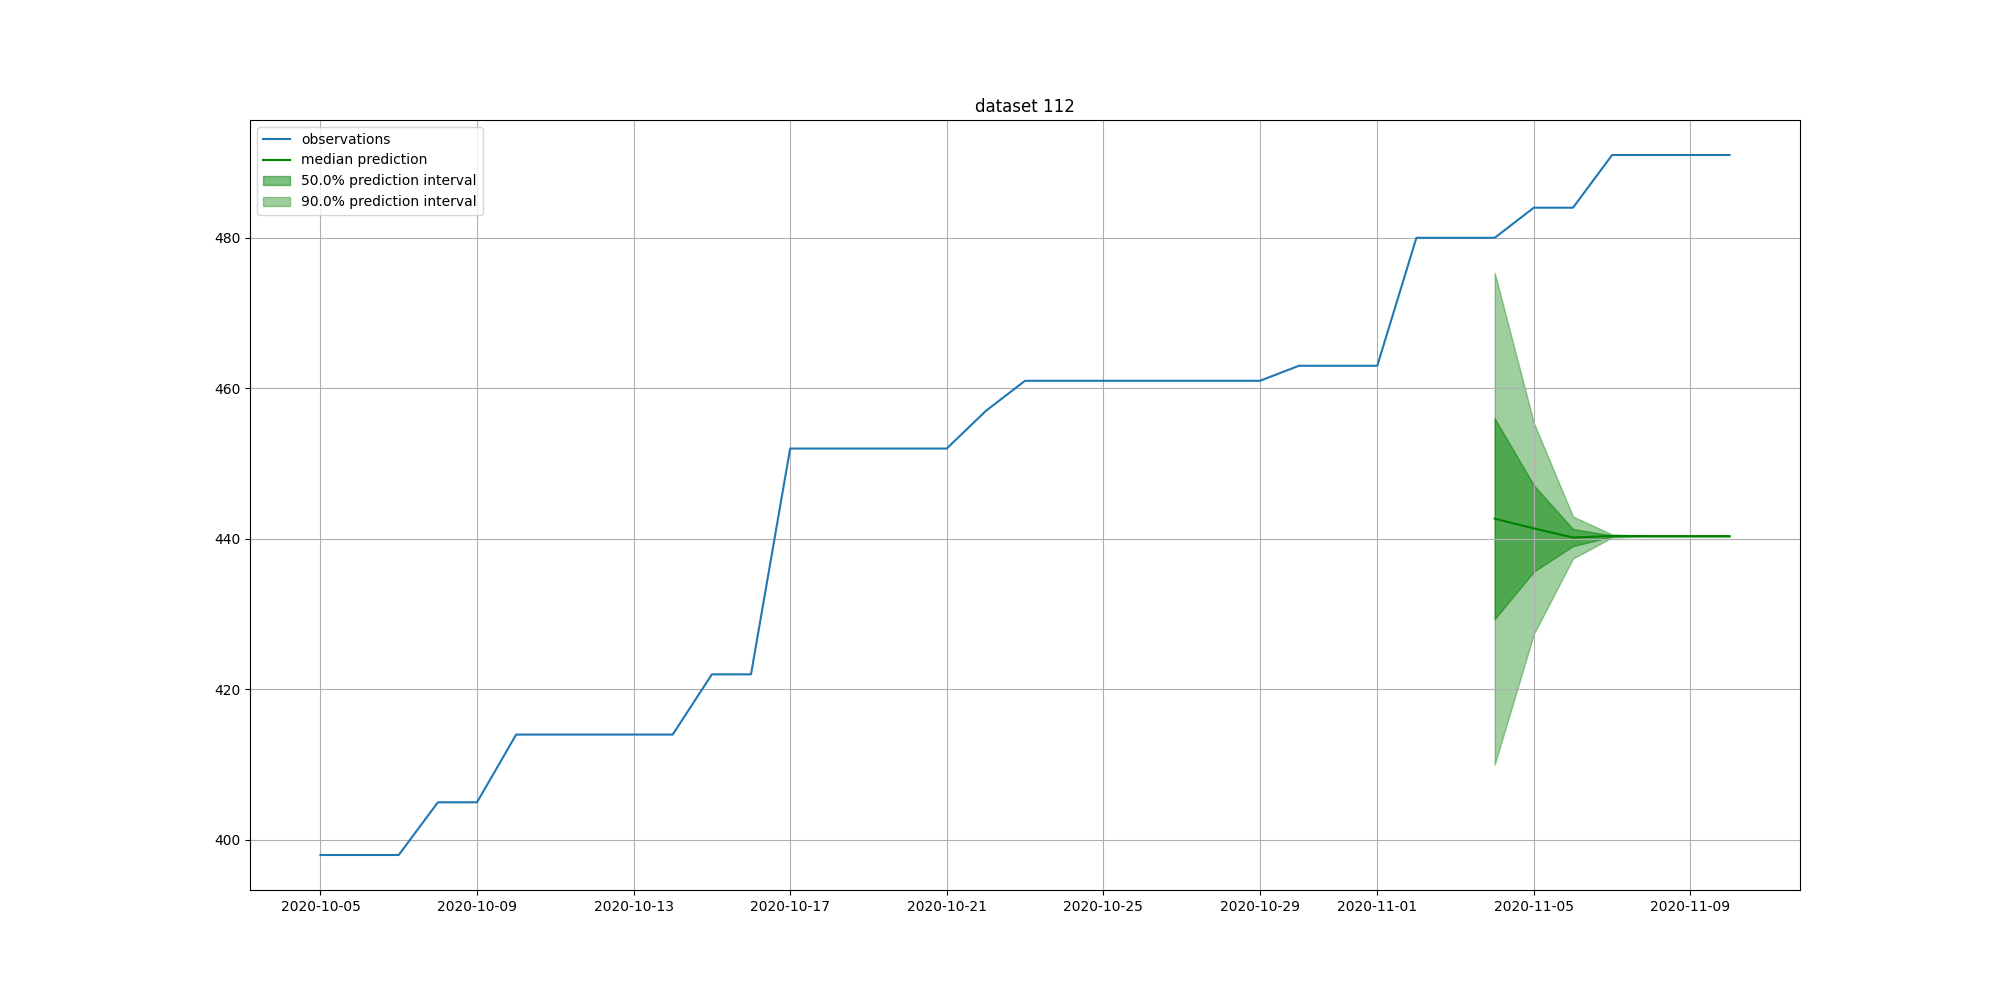 dataset 112
observations
median prediction
50.0% prediction interval
90.0% prediction interval
480
460
440
420
400
2020-10-05 2020-10-09 2020-10-13 2020-10-17 2020-10-21 2020-10-25 2020-10-29 2020-11-01 2020-11-05 2020-11-09